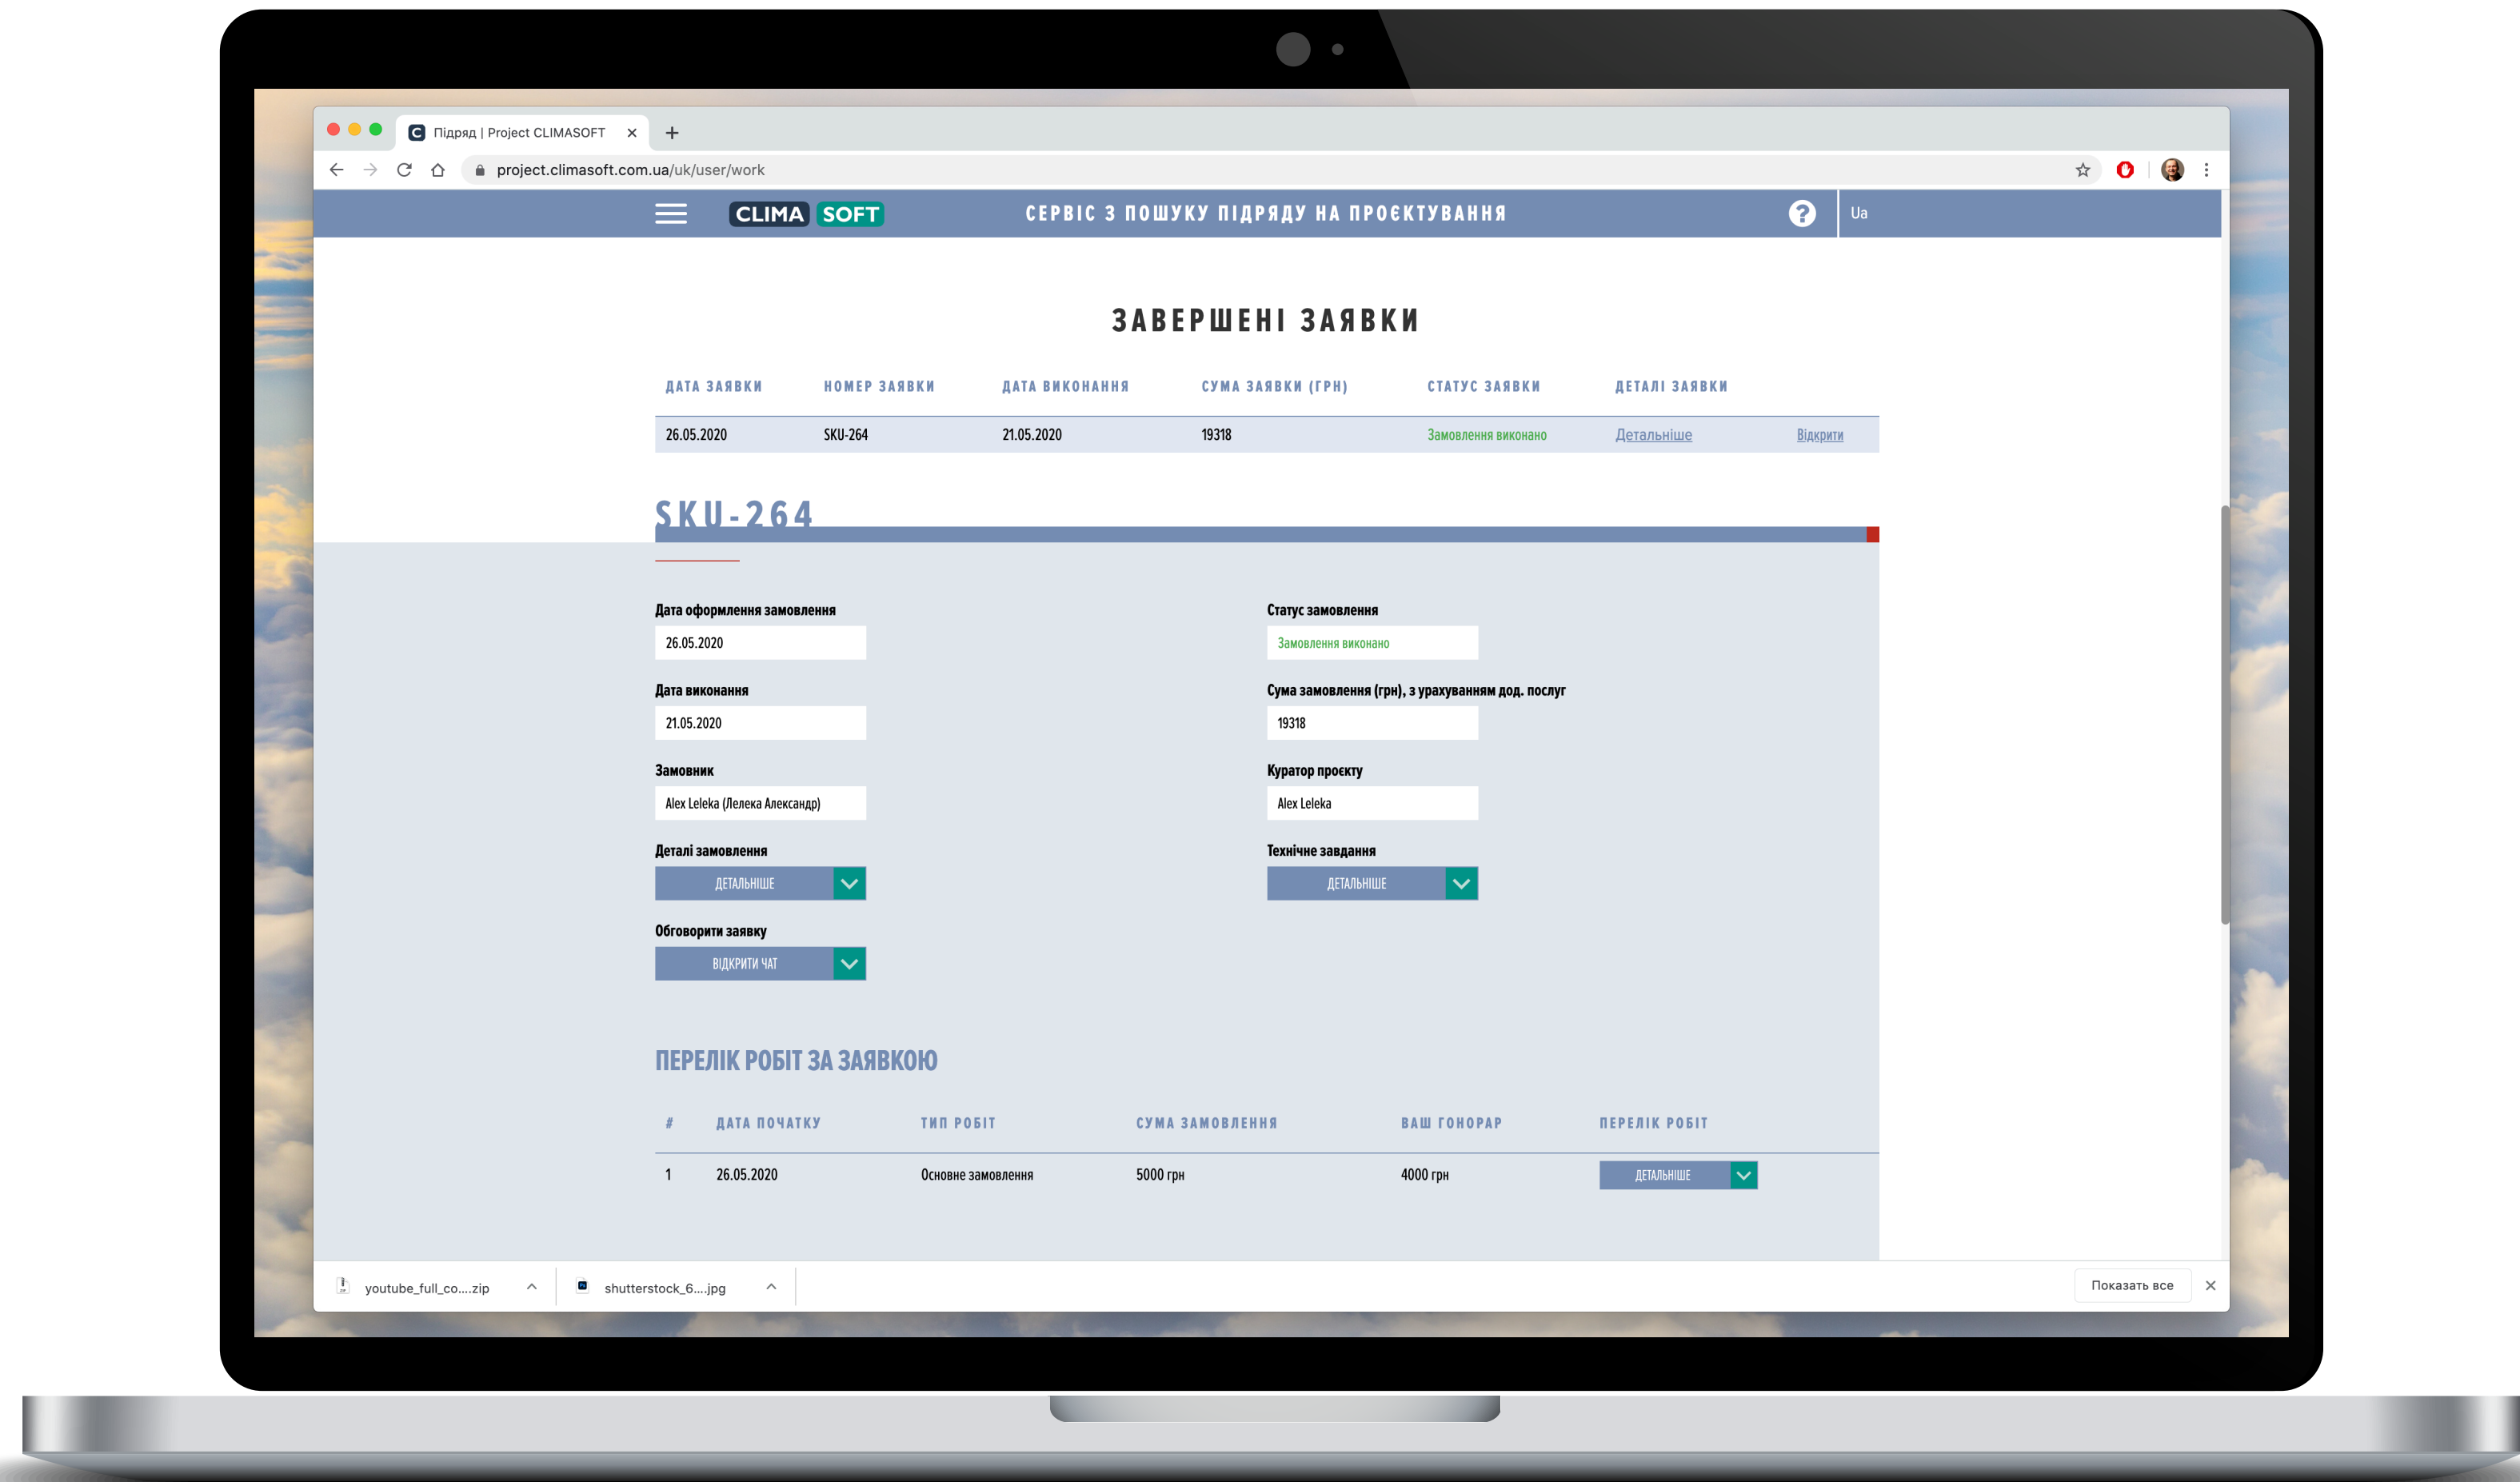 Підряд | Project CLIMASOFT
project.climasoft.com.ua/uk/user/work
CLIMA SOFT
СЕРВІС З ПОШУКУ ПІДРЯДУ НА ПРОЄКТУВАННЯ
?
Ua
ЗАВЕРШЕНІ ЗАЯВКИ
ДАТА ЗАЯВКИ НОМЕР ЗАЯВКИ ДАТА ВИКОНАННЯ СУМА ЗАЯВКИ (ГРН) СТАТУС ЗАЯВКИ ДЕТАЛІ ЗАЯВКИ
26.05.2020 SKU-264 21.05.2020 19318 Замовлення виконано Детальніше Відкрити
SKU-264
Дата оформлення замовлення Статус замовлення
26.05.2020 Замовлення виконано
Дата виконання Сума замовлення (грн), з урахуванням дод. послуг
21.05.2020 19318
Замовник Куратор проєкту
Alex Leleka (Лелека Александр) Alex Leleka
Деталі замовлення Технічне завдання
ДЕТАЛЬНІШЕ ДЕТАЛЬНІШЕ
Обговорити заявку
ВІДКРИТИ ЧАТ
ПЕРЕЛІК РОБІТ ЗА ЗАЯВКОЮ
# ДАТА ПОЧАТКУ ТИП РОБІТ СУМА ЗАМОВЛЕННЯ ВАШ ГОНОРАР ПЕРЕЛІК РОБІТ
1 26.05.2020 Основне замовлення 5000 грн 4000 грн ДЕТАЛЬНІШЕ
youtube_full_co....zip shutterstock_6....jpg Показать все